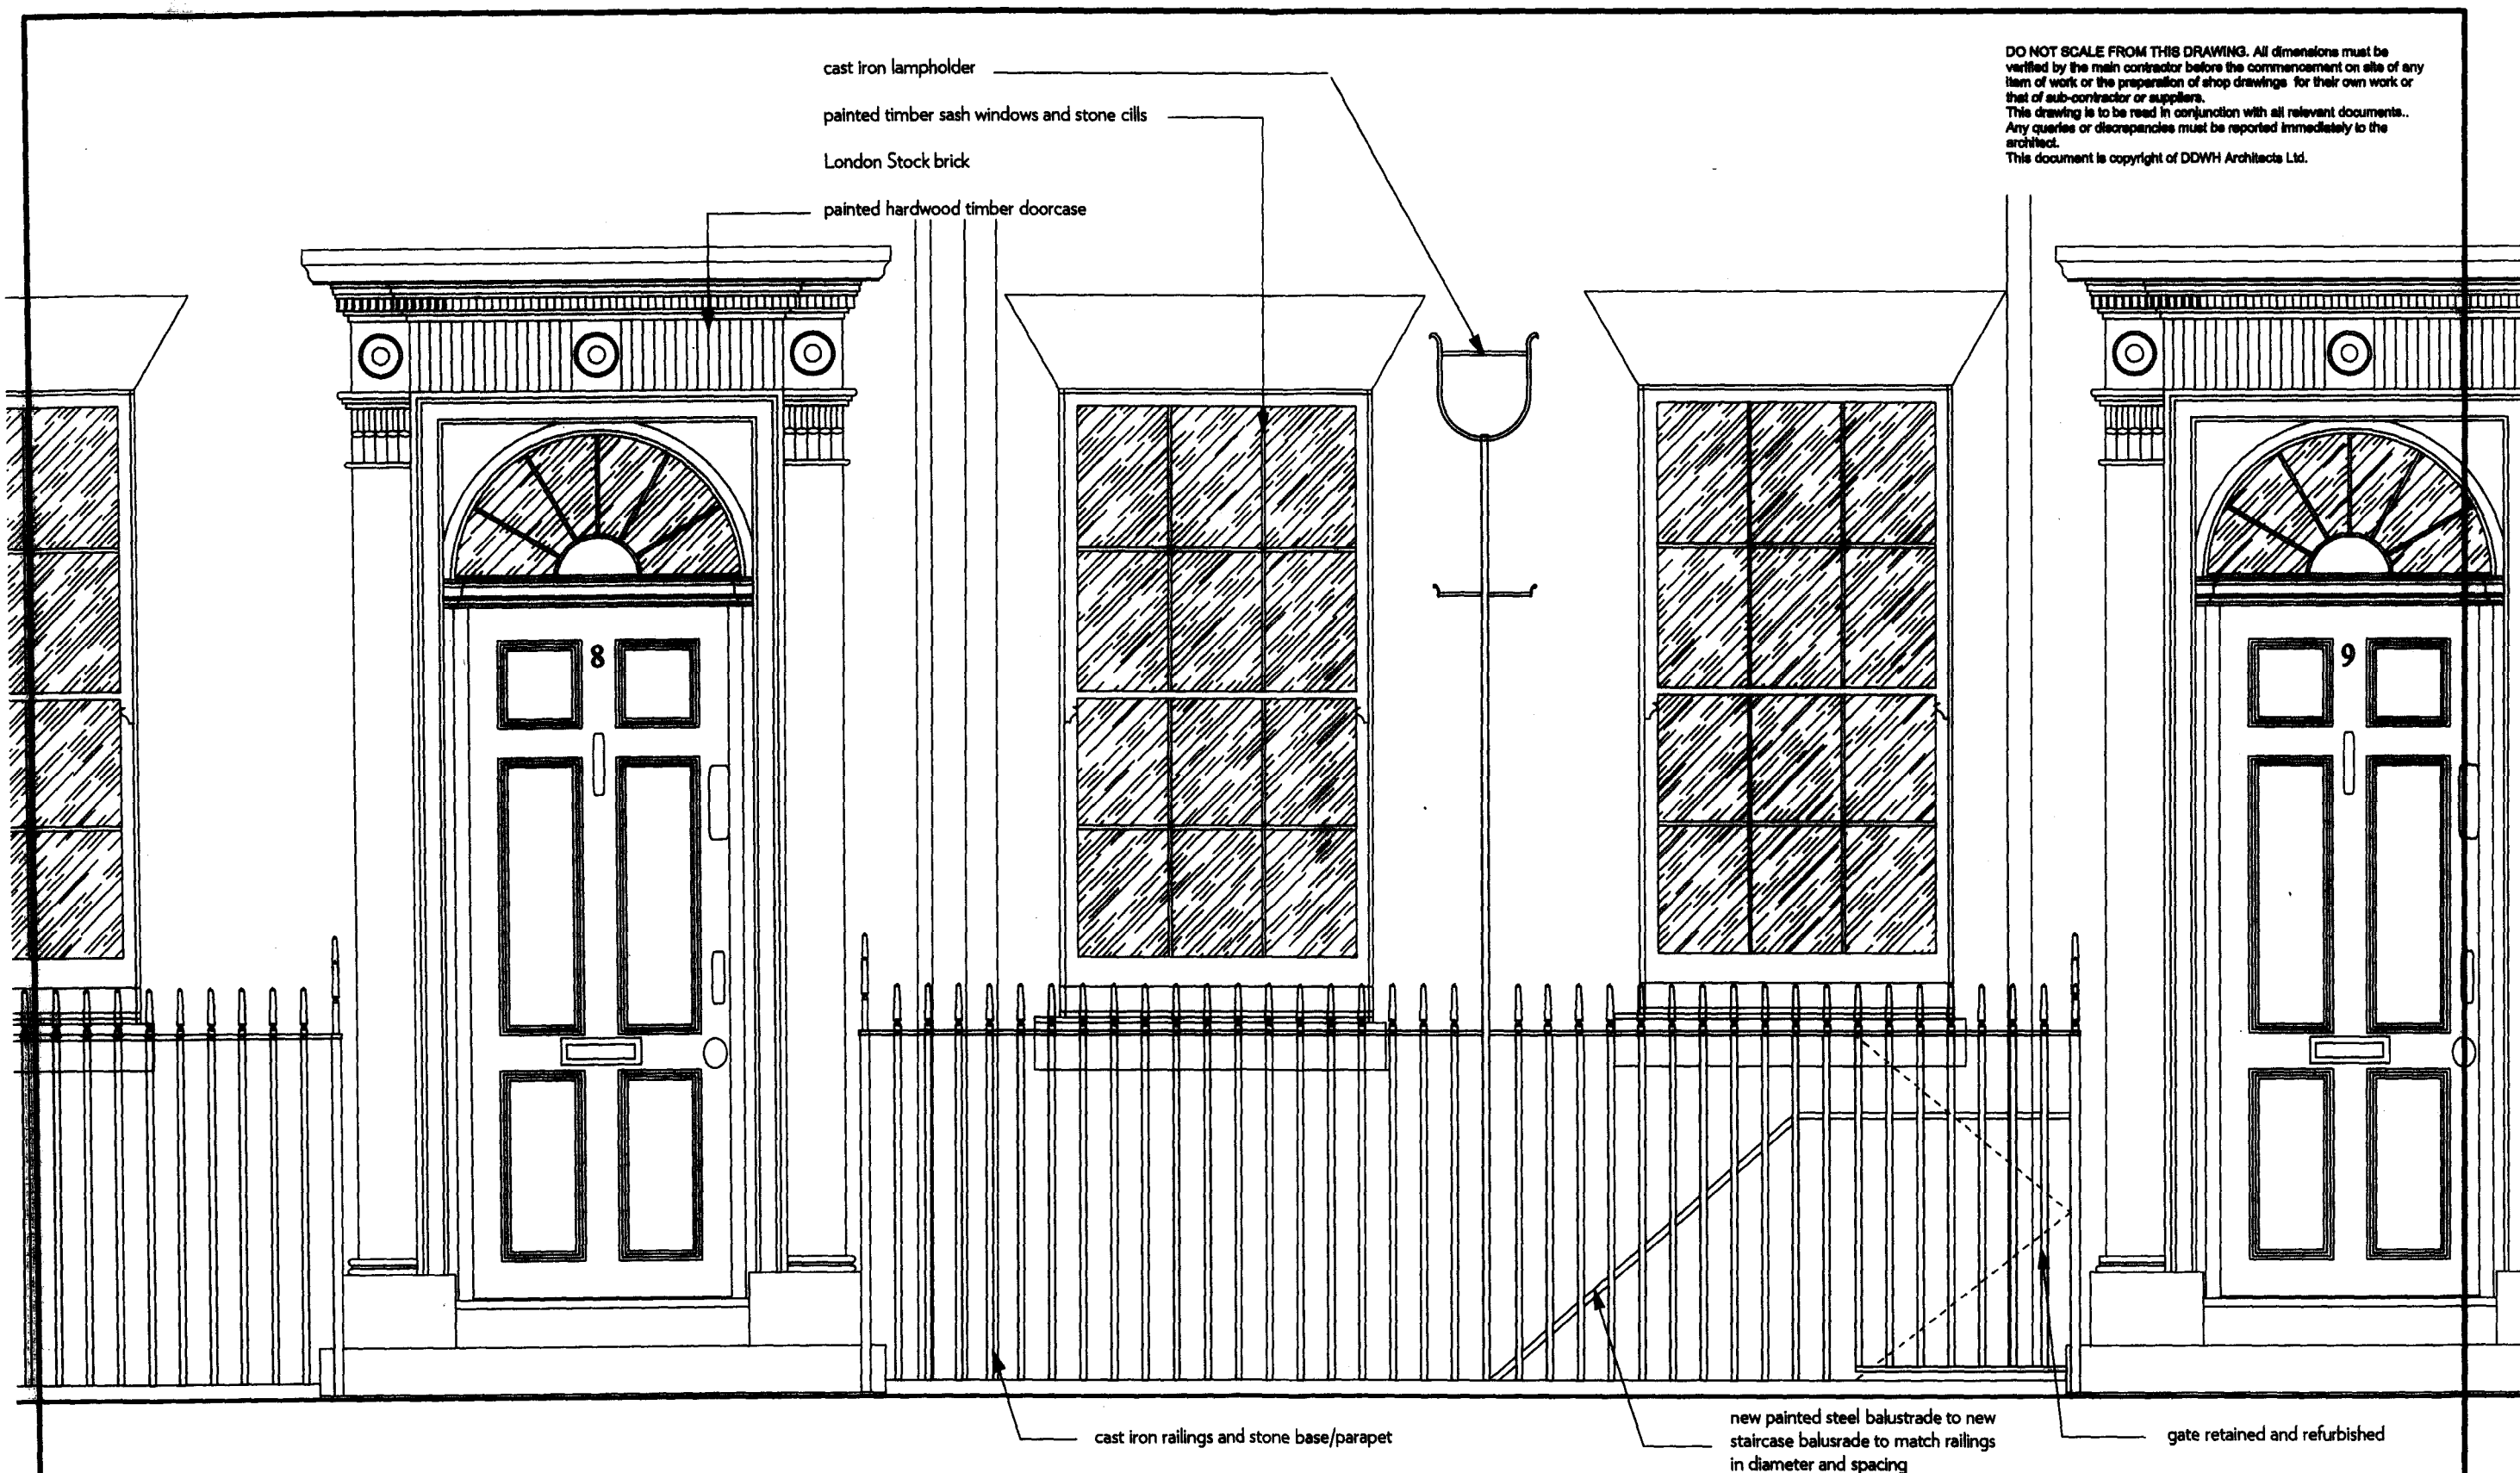 DO NOT SCALE FROM THIS DRAWING. All dimensions must be
verified by the main contractor before the commencement on site of any
item of work or the preparation of shop drawings for their own work or
that of sub-contractor or suppliers.
This drawing is to be read in conjunction with all relevant documents..
Any queries or discrepancies must be reported immediately to the
architect.
This document is copyright of DDWH Architects Ltd.
cast iron lampholder
painted timber sash windows and stone cills
London Stock brick
painted hardwood timber doorcase
8
9
cast iron railings and stone base/parapet
new painted steel balustrade to new
staircase balusrade to match railings
in diameter and spacing
gate retained and refurbished